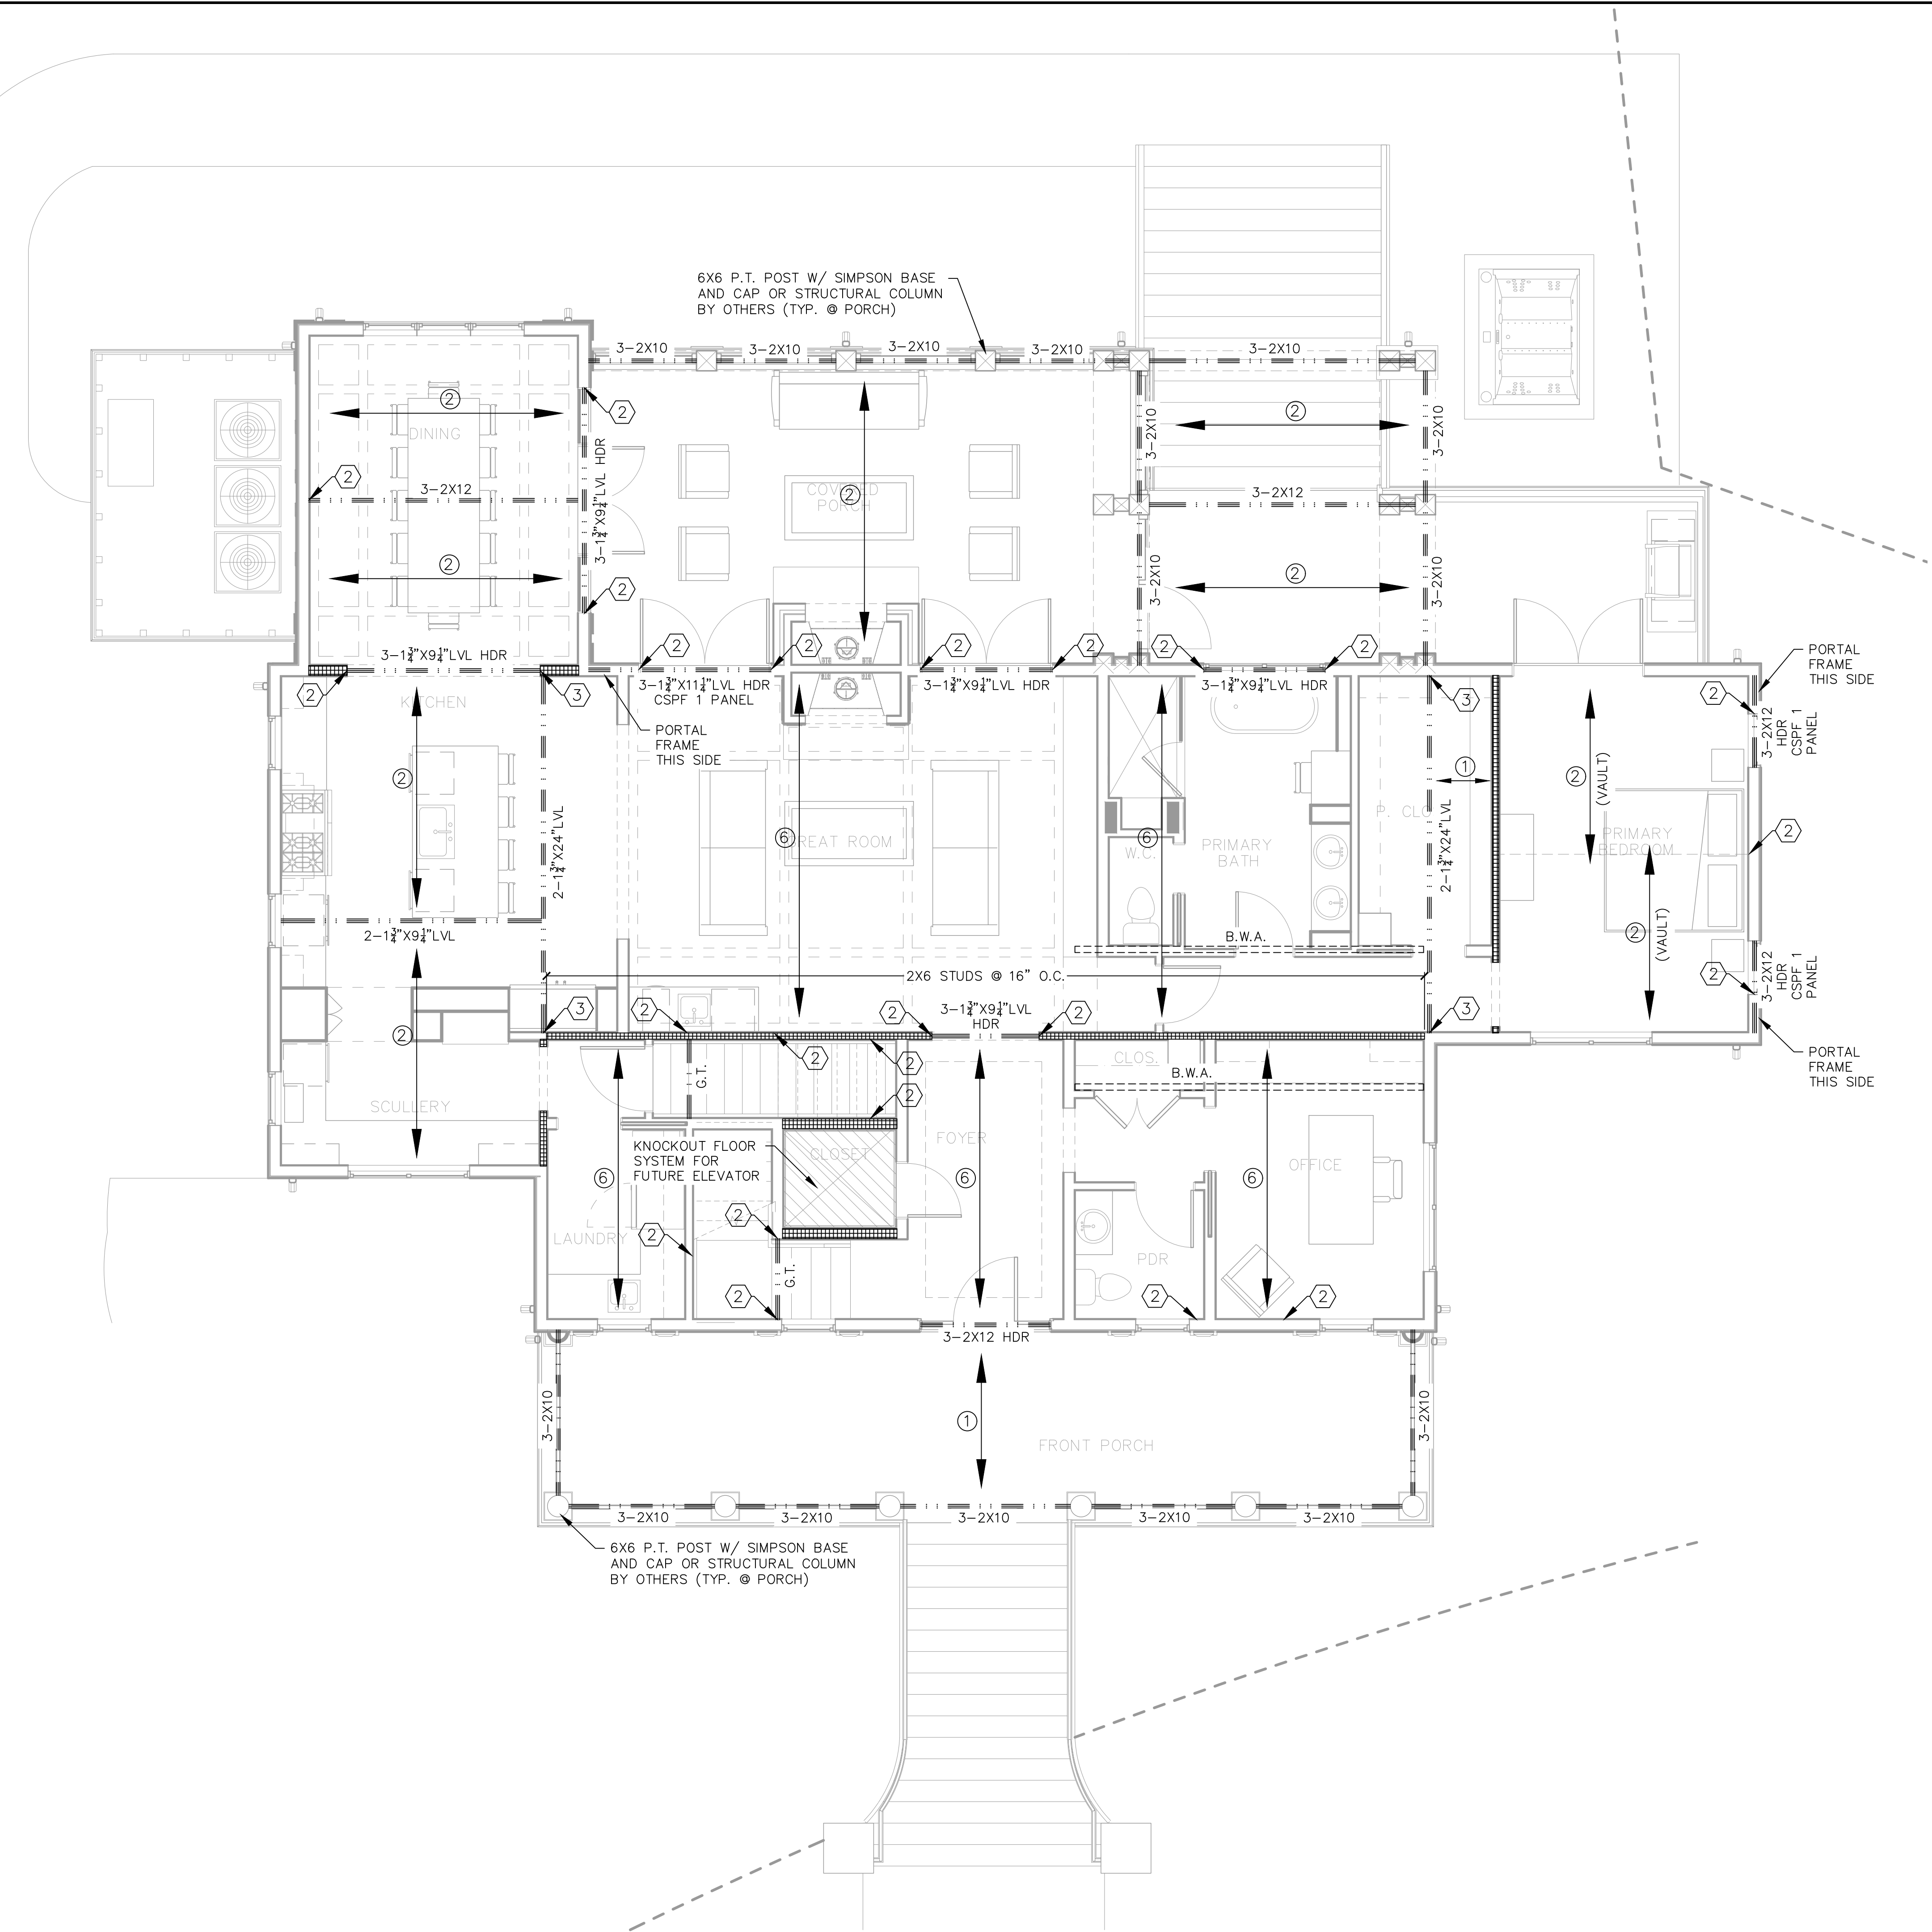 6X6 P.T. POST W/ SIMPSON BASE
AND CAP OR STRUCTURAL COLUMN
BY OTHERS (TYP. @ PORCH)
3-2X10
3-2X10
3-2X10
3-2X10
3-2X10
2
DINING
2
3-2X12
2
2
3-1¾"X9¼"LVL HDR
2
COVERED
PORCH
2
3-2X10
2
3-2X10
3-2X12
3-2X10
2
3-2X10
3-1¾"X9¼"LVL HDR
2
3
KITCHEN
2
2
3-1¾"X11¼"LVL HDR
CSPF 1 PANEL
PORTAL
FRAME
THIS SIDE
2
2
3-1¾"X9¼"LVL HDR
2
2
3-1¾"X9¼"LVL HDR
3
PORTAL
FRAME
THIS SIDE
2
3-2X12
HDR
CSPF 1
PANEL
2
2-1¾"X24"LVL
2-1¾"X9¼"LVL
6
GREAT ROOM
6
W.C.
PRIMARY
BATH
P. CLO.
1
2-1¾"X24"LVL
2
(VAULT)
PRIMARY
BEDROOM
2
2
(VAULT)
2
3-2X12
HDR
CSPF 1
PANEL
B.W.A.
2X6 STUDS @ 16" O.C.
3
2
2
3-1¾"X9¼"LVL
HDR
2
3
PORTAL
FRAME
THIS SIDE
2
SCULLERY
2
2
2
G.T.
CLOS.
B.W.A.
FOYER
6
KNOCKOUT FLOOR
SYSTEM FOR
FUTURE ELEVATOR
CLOSET
6
OFFICE
6
LAUNDRY
2
2
2
G.T.
PDR
2
2
3-2X12 HDR
3-2X10
1
FRONT PORCH
3-2X10
3-2X10
3-2X10
3-2X10
3-2X10
3-2X10
6X6 P.T. POST W/ SIMPSON BASE
AND CAP OR STRUCTURAL COLUMN
BY OTHERS (TYP. @ PORCH)